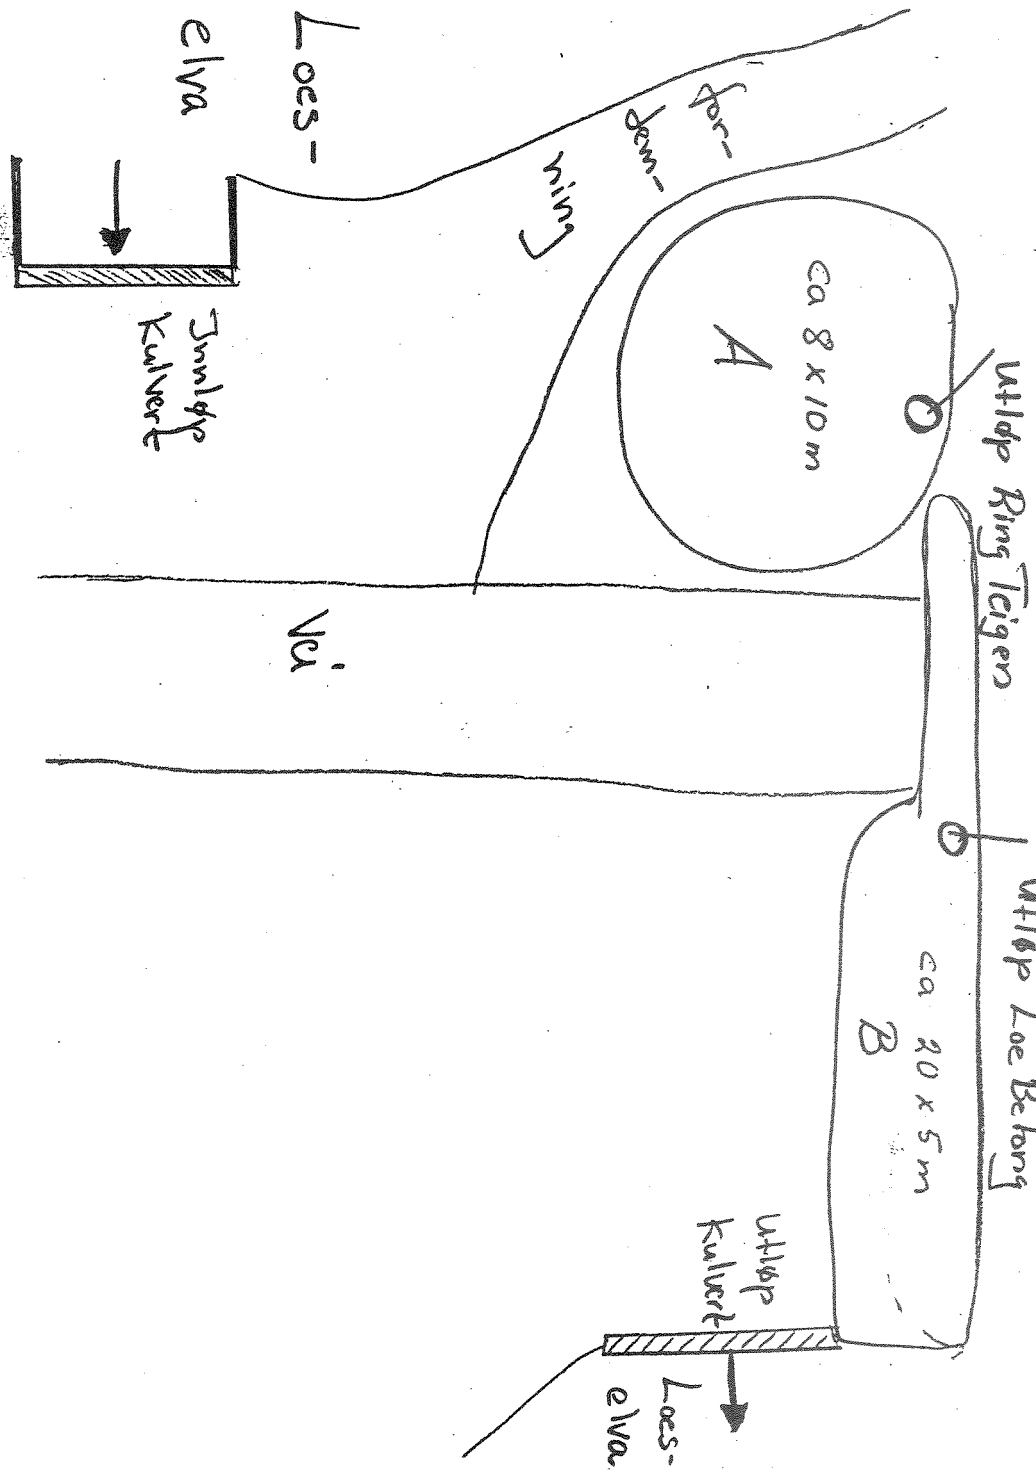 Utløp Ring Teigen
Utløp Loe Betong
ca 8 x 10 m
A
ca 20 x 5 m
B
for-
dem-
ning
Vei
Utløp
kulvert
Loes-
elva
Loes-
elva
Innløp
kulvert